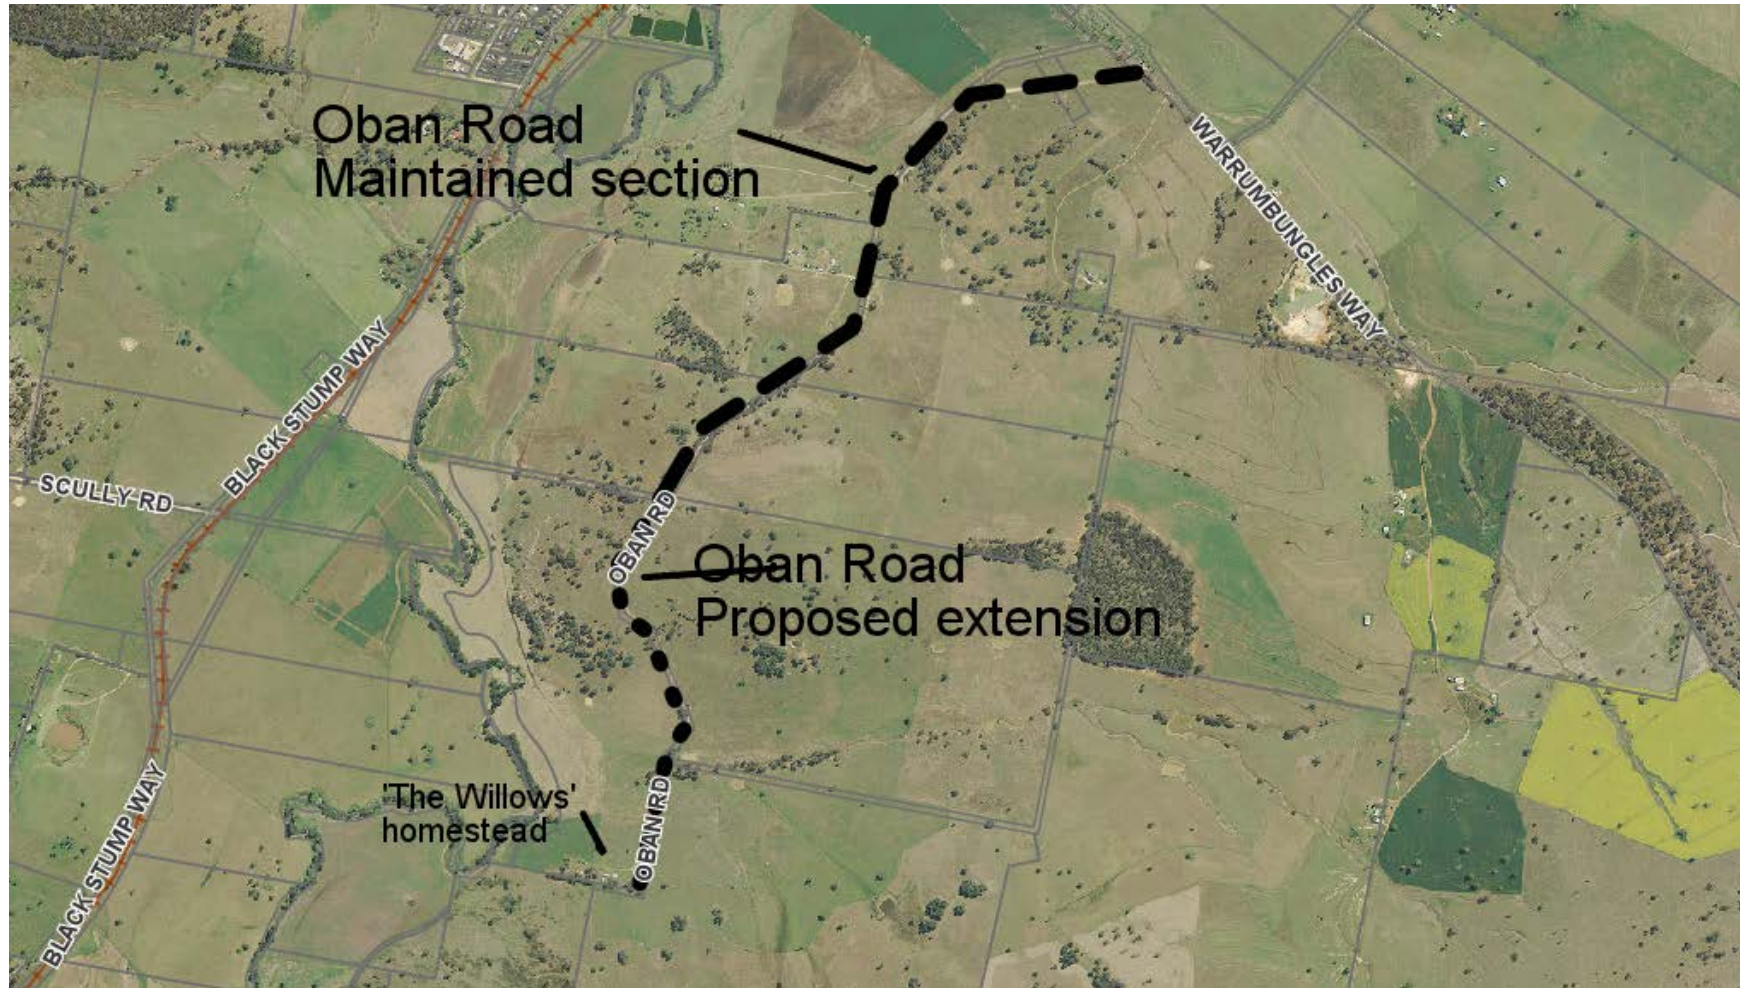 Oban Road
Maintained section
WARRUMBUNGLES WAY
BLACK STUMP WAY
SCULLY RD
OBAN RD
Oban Road
Proposed extension
'The Willows'
homestead
OBAN RD
BLACK STUMP WAY